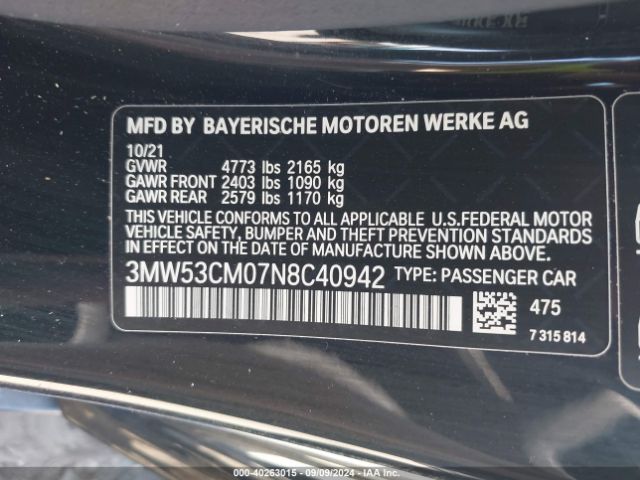 MFD BY BAYERISCHE MOTOREN WERKE AG
10/21
GVWR 4773 lbs 2165 kg
GAWR FRONT 2403 lbs 1090 kg
GAWR REAR 2579 lbs 1170 kg
THIS VEHICLE CONFORMS TO ALL APPLICABLE U.S.FEDERAL MOTOR
VEHICLE SAFETY, BUMPER AND THEFT PREVENTION STANDARDS
IN EFFECT ON THE DATE OF MANUFACTURE SHOWN ABOVE.
3MW53CM07N8C40942 TYPE: PASSENGER CAR
475
7 315 814
000-40263015 - 09/09/2024 - IAA Inc.